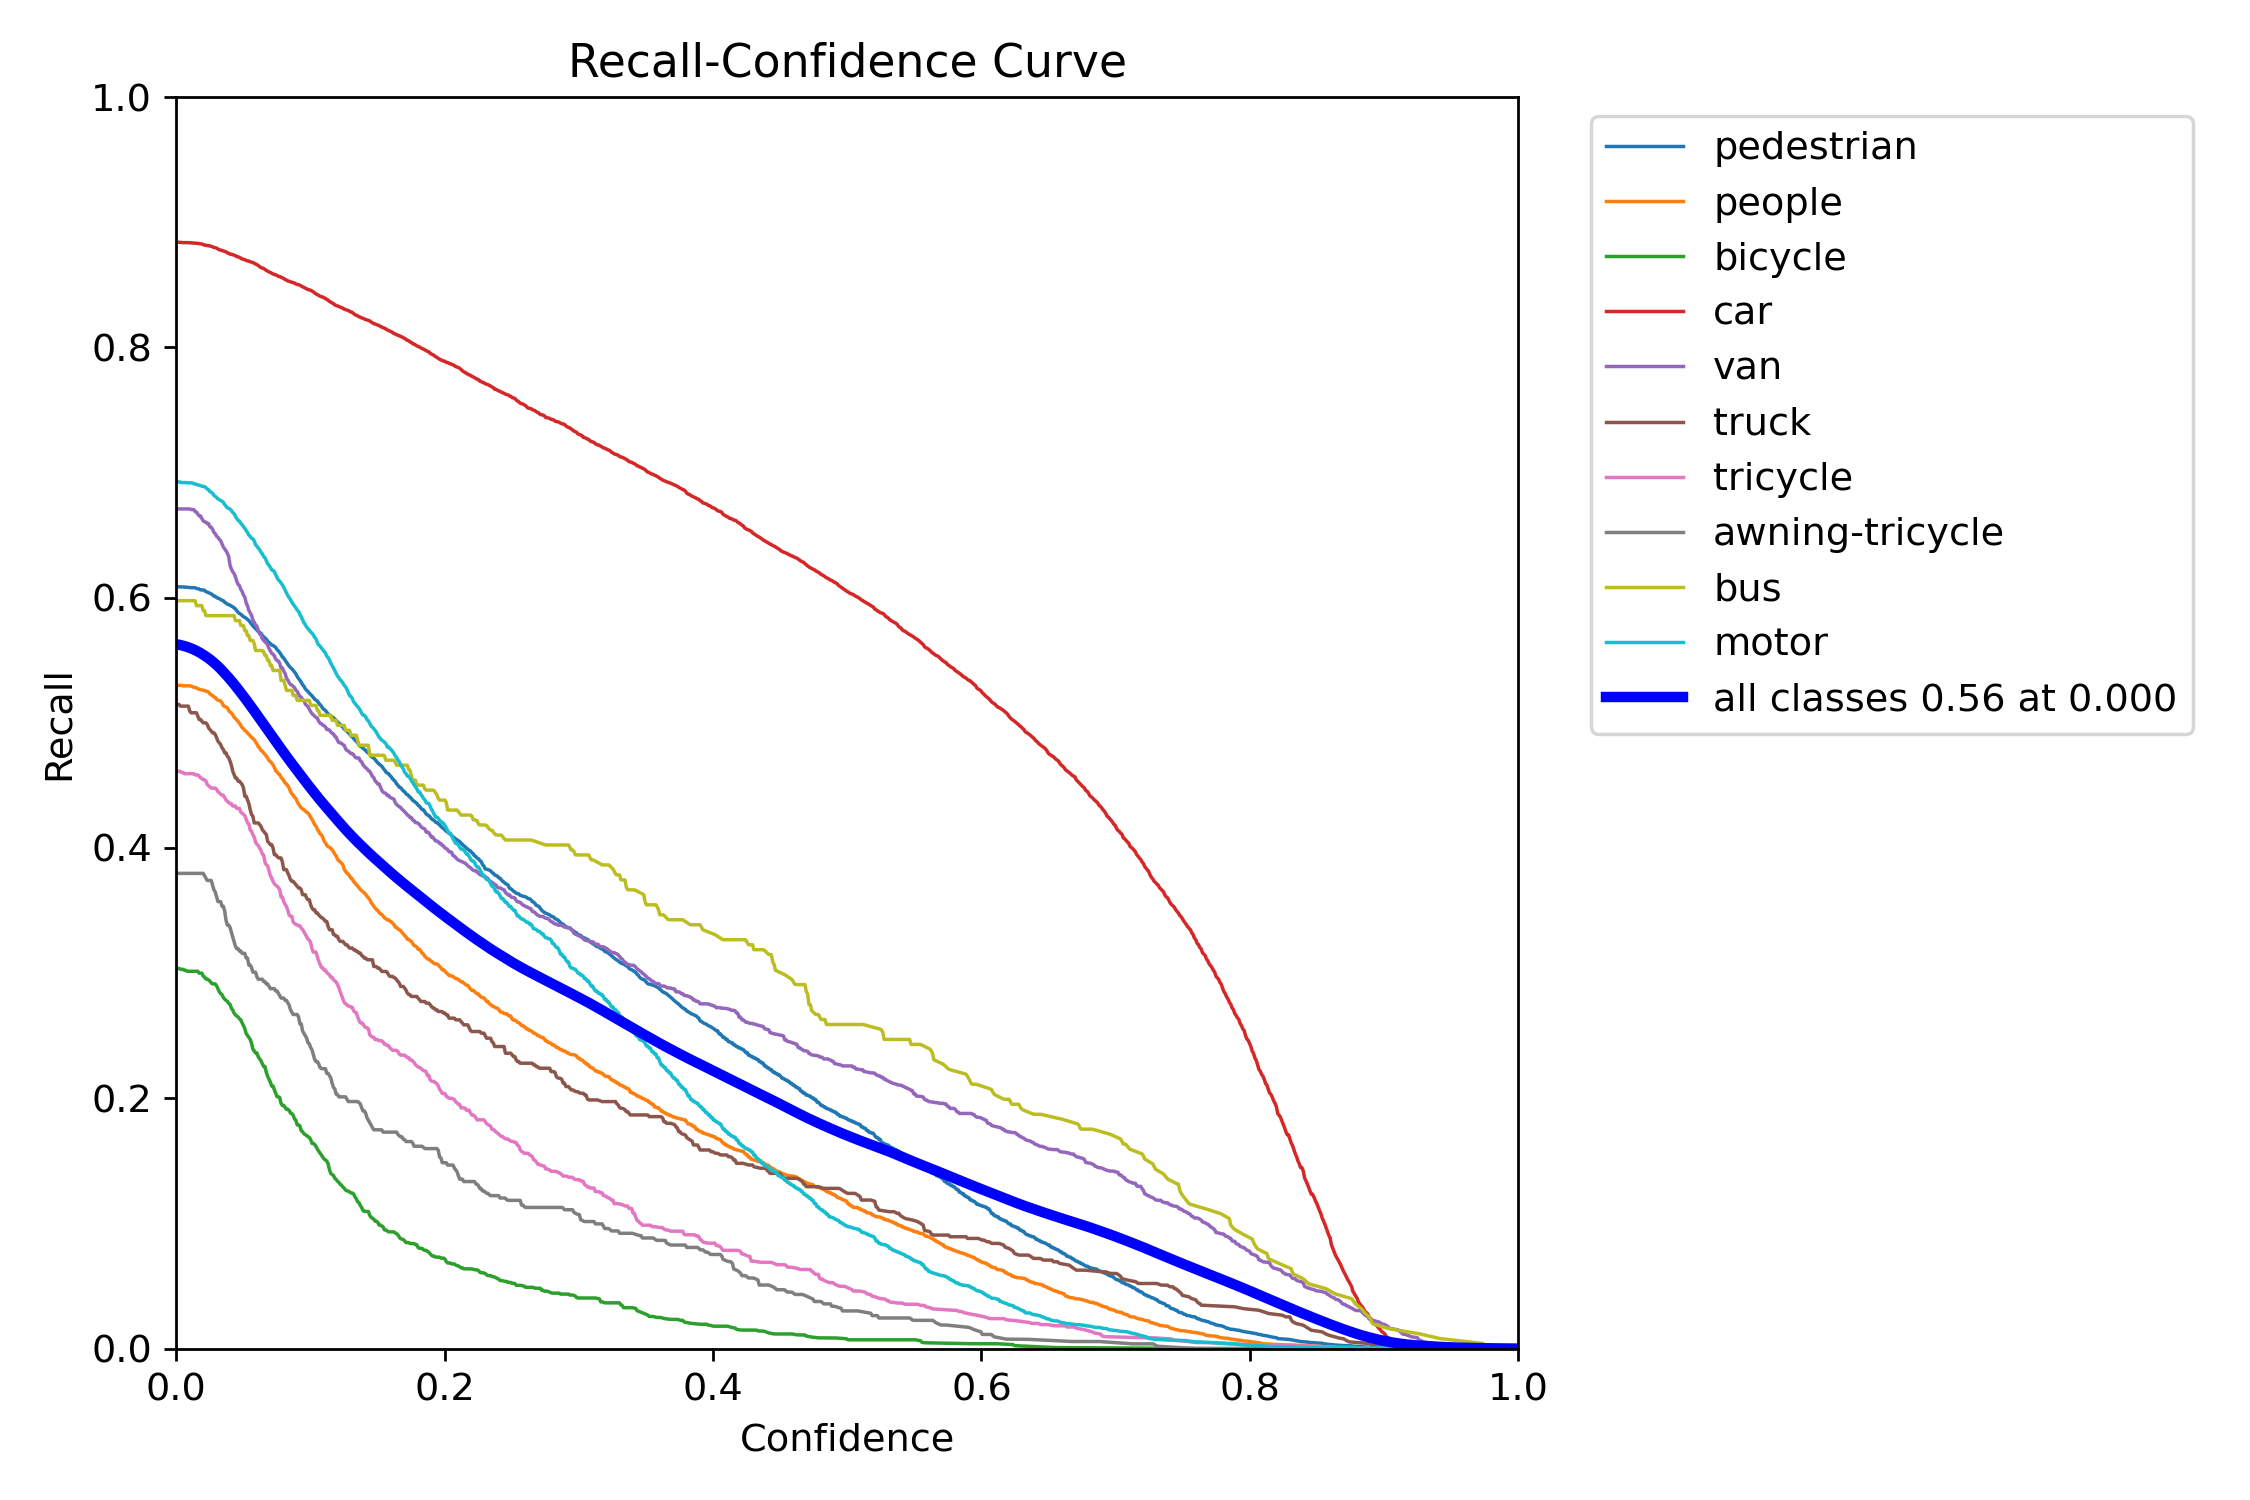 Recall-Confidence Curve
1.0
0.8
0.6
0.4
0.2
0.0
Recall
0.0 0.2 0.4 0.6 0.8 1.0
Confidence
pedestrian
people
bicycle
car
van
truck
tricycle
awning-tricycle
bus
motor
all classes 0.56 at 0.000